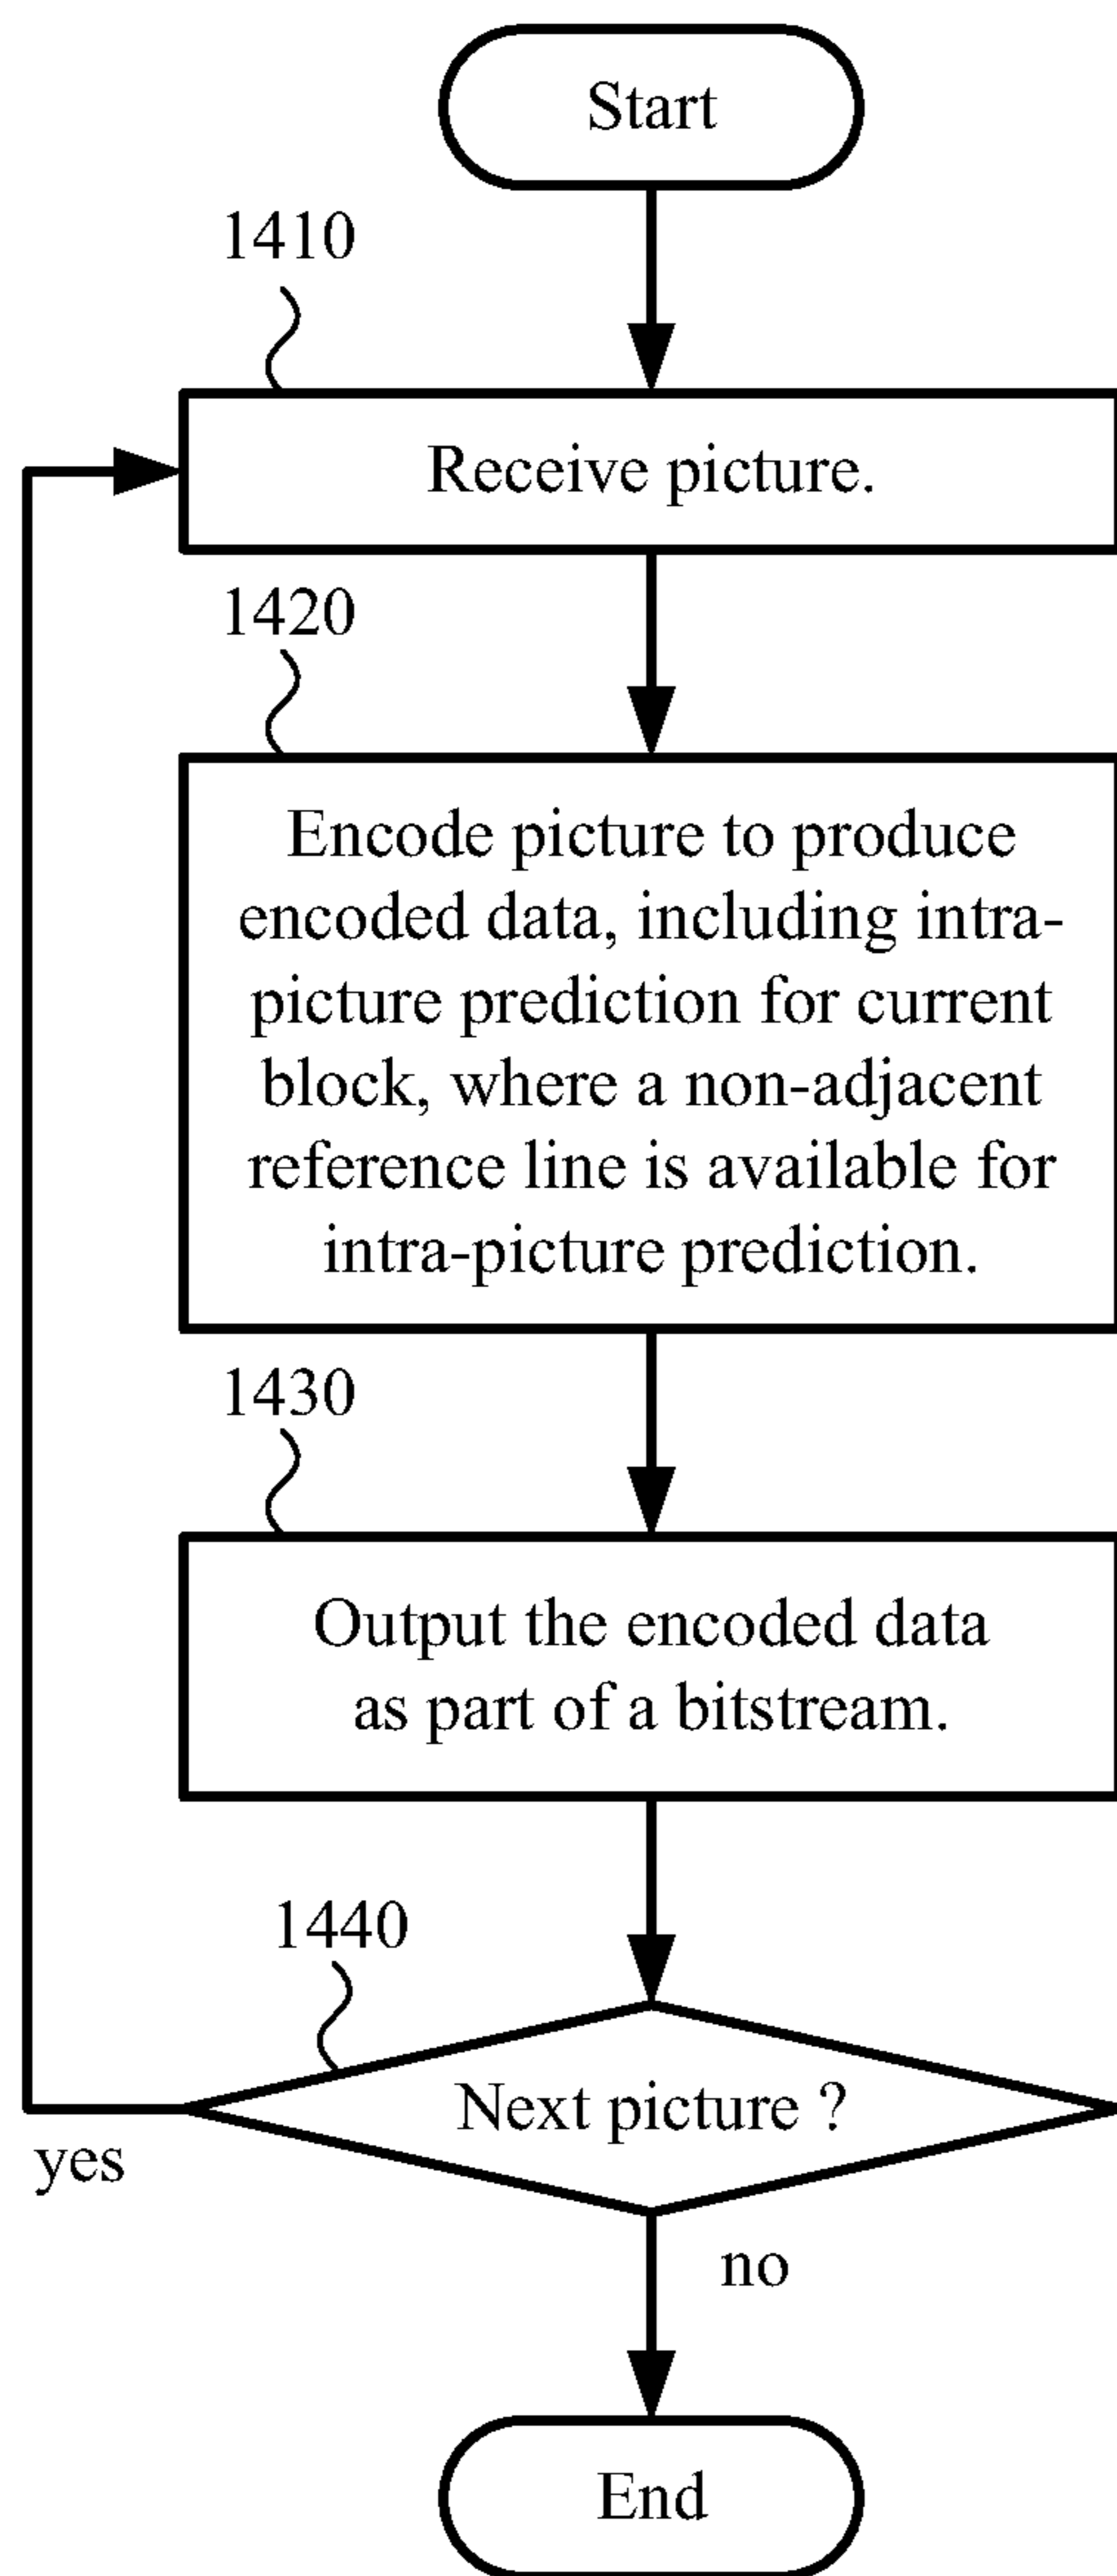 Start
1410
Receive picture.
1420
Encode picture to produce
encoded data, including intra-
picture prediction for current
block, where a non-adjacent
reference line is available for
intra-picture prediction.
1430
Output the encoded data
as part of a bitstream.
1440
Next picture ?
yes
no
End